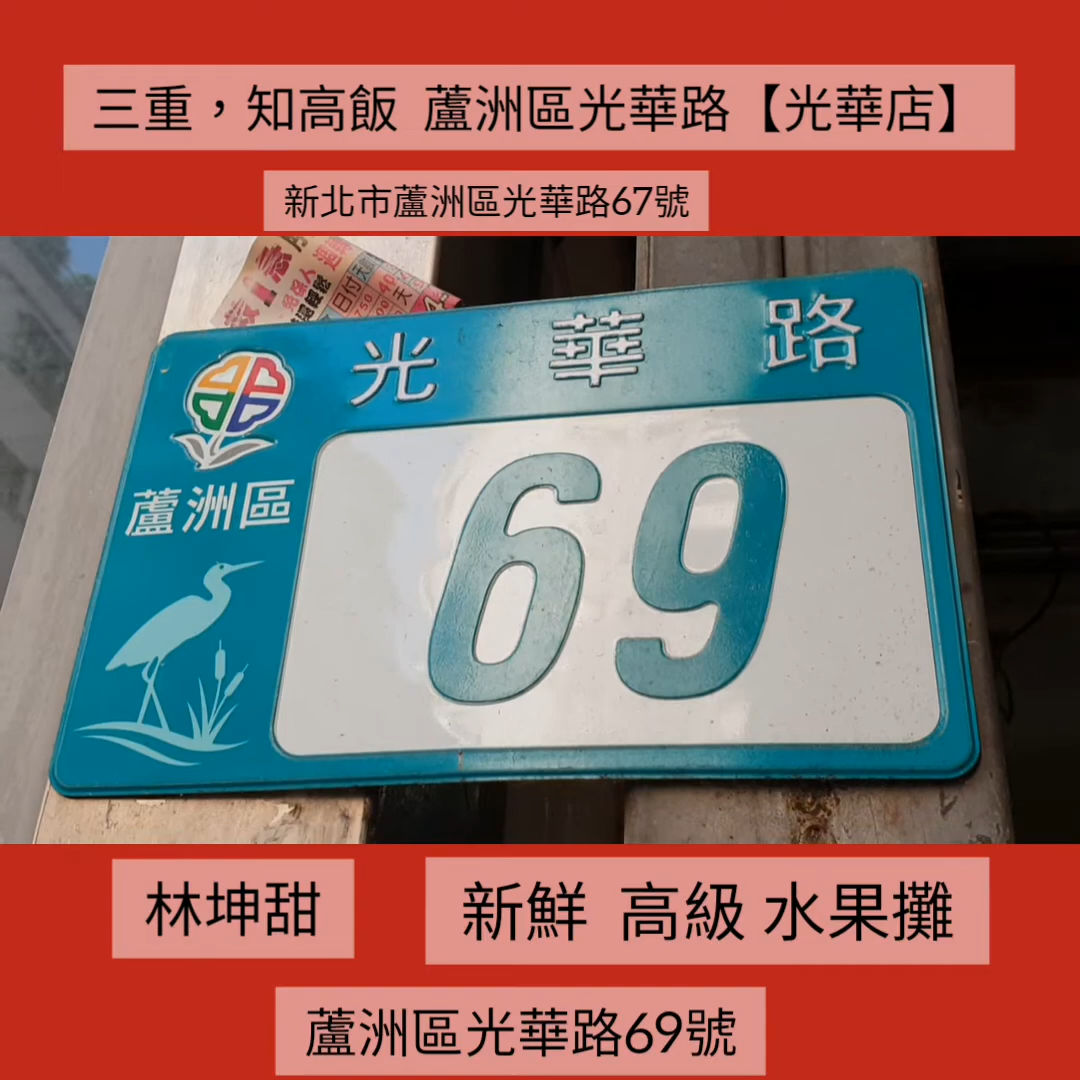 三重，知高飯 蘆洲區光華路【光華店】
新北市蘆洲區光華路67號
光華路
蘆洲區
69
林坤甜
新鮮 高級 水果攤
蘆洲區光華路69號